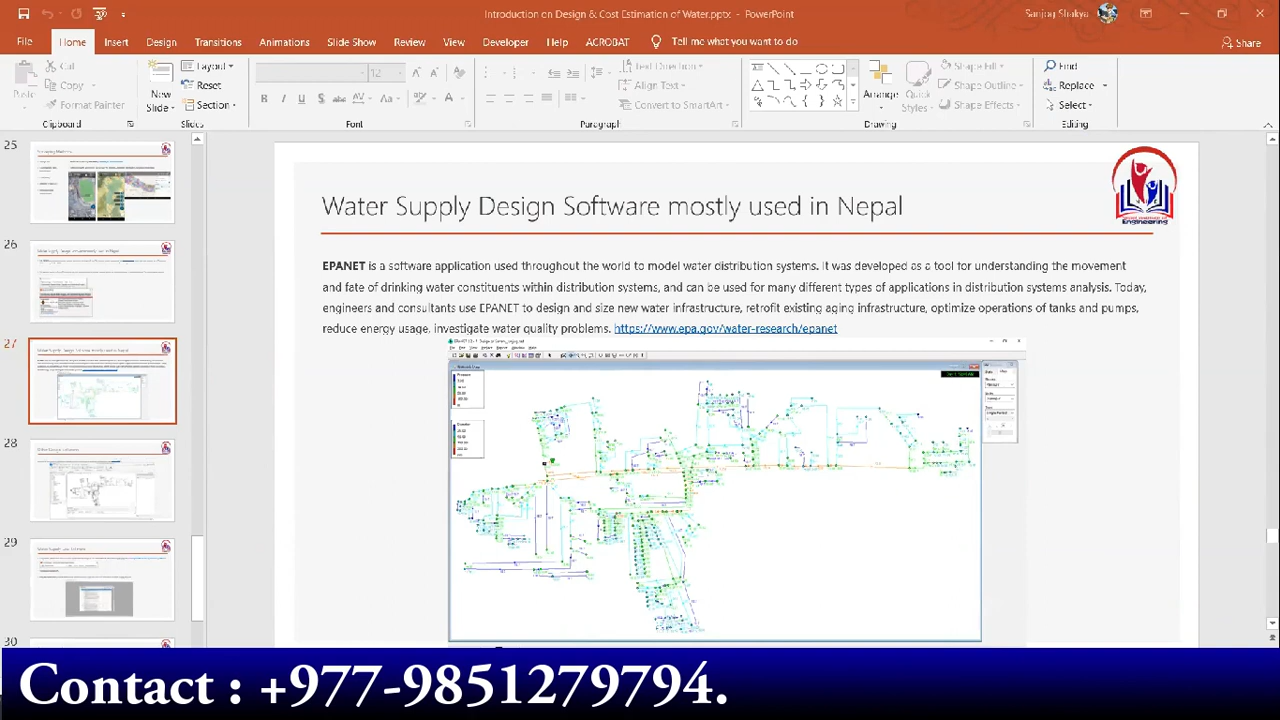 Introduction on Design & Cost Estimation of Water.pptx - PowerPoint
Sanjog Shakya
File Home Insert Design Transitions Animations Slide Show Review View Developer Help ACROBAT Tell me what you want to do
Share
Paste
Cut
Copy
Format Painter
Clipboard
New Slide
Layout
Reset
Section
Slides
12
B I U S
Font
Text Direction
Align Text
Convert to SmartArt
Paragraph
Arrange
Quick Styles
Shape Fill
Shape Outline
Shape Effects
Drawing
Find
Replace
Select
Editing
25
26
27
28
29
30
Water Supply Design Software mostly used in Nepal
Engineering
EPANET is a software application used throughout the world to model water distribution systems. It was developed as a tool for understanding the movement
and fate of drinking water constituents within distribution systems, and can be used for many different types of applications in distribution systems analysis. Today,
engineers and consultants use EPANET to design and size new water infrastructure, retrofit existing aging infrastructure, optimize operations of tanks and pumps,
reduce energy usage, investigate water quality problems. https://www.epa.gov/water-research/epanet
Contact : +977-9851279794.